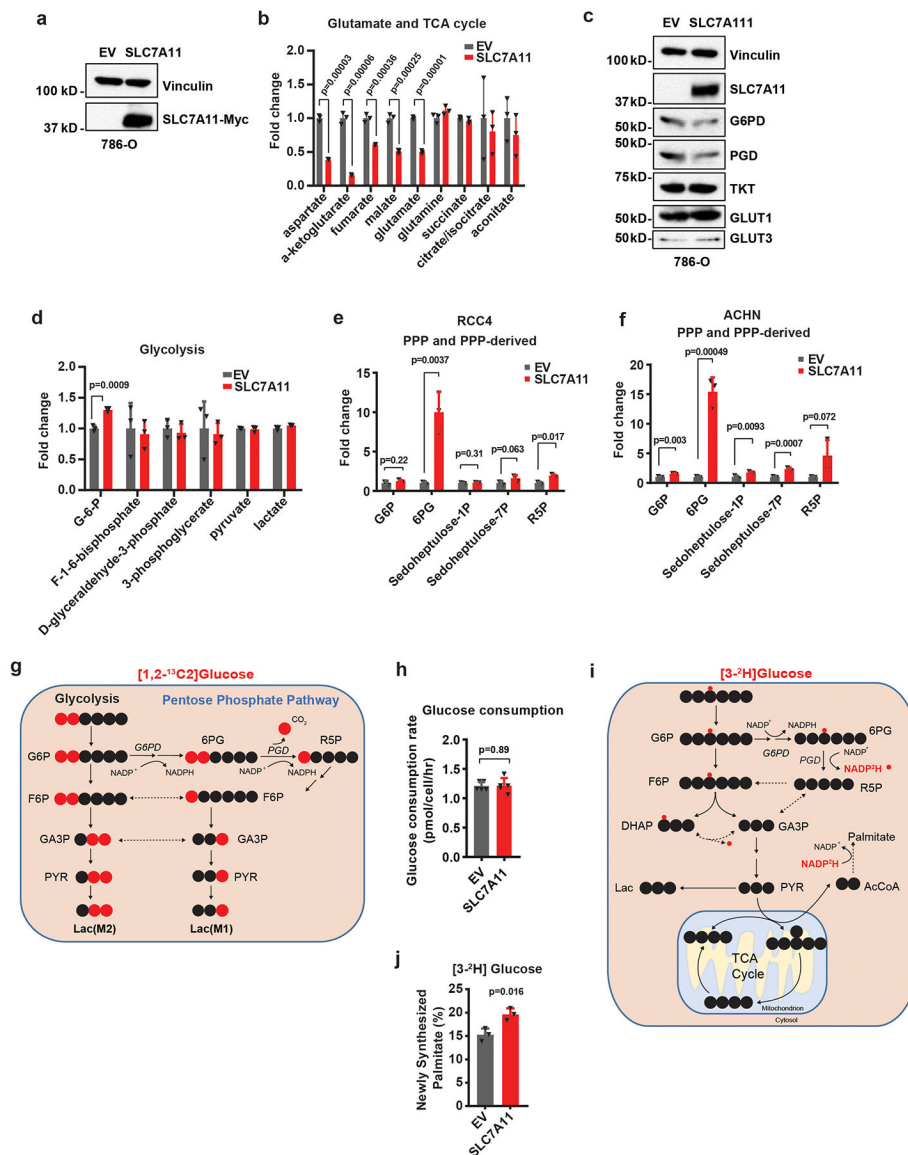 a
EV SLC7A11
100 kD
Vinculin
37 kD
SLC7A11-Myc
786-O
b
Glutamate and TCA cycle
EV
SLC7A11
p=0.00003
p=0.00006
p=0.00036
p=0.00025
p=0.00001
Fold change
2.0
1.5
1.0
0.5
0.0
aspartate
a-ketoglutarate
fumarate
malate
glutamate
glutamine
succinate
citrate/isocitrate
aconitate
c
EV SLC7A111
100 kD
Vinculin
37kD
SLC7A11
50kD
G6PD
50kD
PGD
75kD
TKT
50kD
GLUT1
50kD
GLUT3
786-O
d
Glycolysis
EV
SLC7A11
p=0.0009
Fold change
2.0
1.5
1.0
0.5
0.0
G-6-P
F-1-6-bisphosphate
D-glyceraldehyde-3-phosphate
3-phosphoglycerate
pyruvate
lactate
e
RCC4
PPP and PPP-derived
EV
SLC7A11
p=0.0037
p=0.22
p=0.31
p=0.063
p=0.017
Fold change
15
10
5
0
G6P
6PG
Sedoheptulose-1P
Sedoheptulose-7P
R5P
f
ACHN
PPP and PPP-derived
EV
SLC7A11
p=0.00049
p=0.003
p=0.0093
p=0.0007
p=0.072
Fold change
20
15
10
5
0
G6P
6PG
Sedoheptulose-1P
Sedoheptulose-7P
R5P
g
[1,2-¹³C2]Glucose
Glycolysis
Pentose Phosphate Pathway
CO₂
6PG
R5P
G6P
G6PD
PGD
NADP⁺
NADPH
NADP⁺
NADPH
F6P
F6P
GA3P
GA3P
PYR
PYR
Lac(M2)
Lac(M1)
h
Glucose consumption
p=0.89
Glucose consumption rate
(pmol/cell/hr)
2.0
1.5
1.0
0.5
0.0
EV
SLC7A11
i
[3-²H]Glucose
NADP⁺
NADPH
6PG
G6P
G6PD
PGD
NADP⁺
NADP²H
F6P
R5P
DHAP
GA3P
Palmitate
NADP⁺
NADP²H
Lac
PYR
AcCoA
TCA
Cycle
Mitochondrion
Cytosol
j
[3-²H] Glucose
p=0.016
Newly Synthesized
Palmitate (%)
25
20
15
10
5
0
EV
SLC7A11